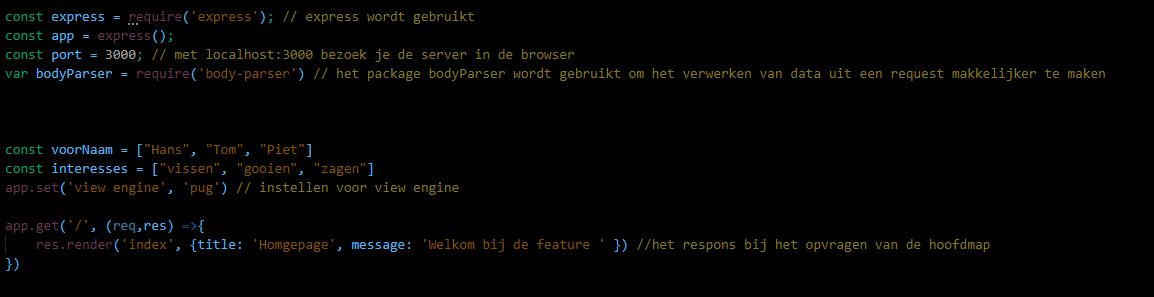 const express = require('express'); // express wordt gebruikt
const app = express();
const port = 3000; // met localhost:3000 bezoek je de server in de browser
var bodyParser = require('body-parser') // het package bodyParser wordt gebruikt om het verwerken van data uit een request makkelijker te maken
const voorNaam = ["Hans", "Tom", "Piet"]
const interesses = ["vissen", "gooien", "zagen"]
app.set('view engine', 'pug') // instellen voor view engine
app.get('/', (req,res) =>{
res.render('index', {title: 'Homgepage', message: 'Welkom bij de feature ' }) //het respons bij het opvragen van de hoofdmap
})